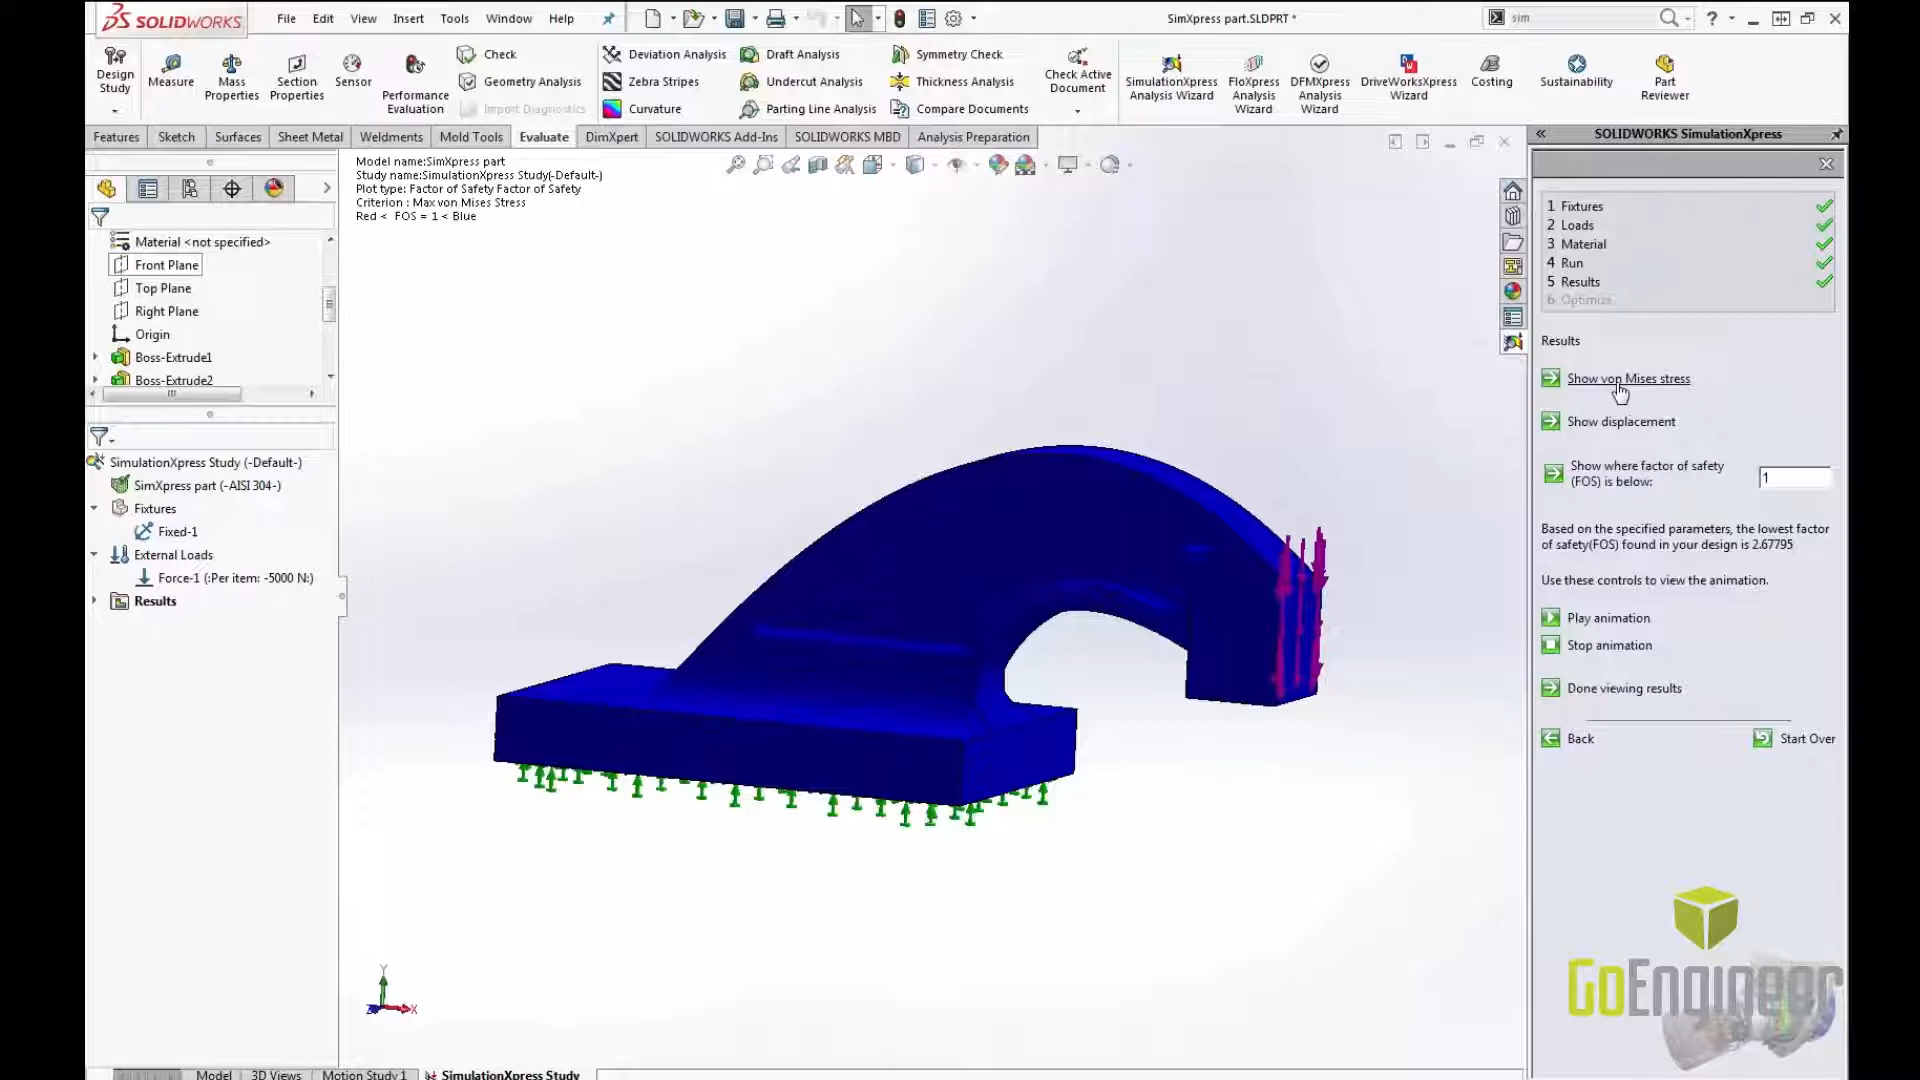 SOLIDWORKS File Edit View Insert Tools Window Help SimXpress part.SLDPRT * sim
Design Study
Measure
Mass Properties
Section Properties
Sensor
Performance Evaluation
Check
Geometry Analysis
Import Diagnostics
Deviation Analysis
Zebra Stripes
Curvature
Draft Analysis
Undercut Analysis
Parting Line Analysis
Symmetry Check
Thickness Analysis
Compare Documents
Check Active Document
SimulationXpress Analysis Wizard
FloXpress Analysis Wizard
DFMXpress Analysis Wizard
DriveWorksXpress Wizard
Costing
Sustainability
Part Reviewer
Features Sketch Surfaces Sheet Metal Weldments Mold Tools Evaluate DimXpert SOLIDWORKS Add-Ins SOLIDWORKS MBD Analysis Preparation
Material <not specified>
Front Plane
Top Plane
Right Plane
Origin
Boss-Extrude1
Boss-Extrude2
SimulationXpress Study (-Default-)
SimXpress part (-AISI 304-)
Fixtures
Fixed-1
External Loads
Force-1 (:Per item: -5000 N:)
Results
Model name:SimXpress part
Study name:SimulationXpress Study(-Default-)
Plot type: Factor of Safety Factor of Safety
Criterion : Max von Mises Stress
Red < FOS = 1 < Blue
Y
X
Z
SOLIDWORKS SimulationXpress
1 Fixtures
2 Loads
3 Material
4 Run
5 Results
6 Optimize
Results
Show von Mises stress
Show displacement
Show where factor of safety
(FOS) is below: 1
Based on the specified parameters, the lowest factor
of safety(FOS) found in your design is 2.67795
Use these controls to view the animation.
Play animation
Stop animation
Done viewing results
Back Start Over
GoEngineer
Model 3D Views Motion Study 1 SimulationXpress Study